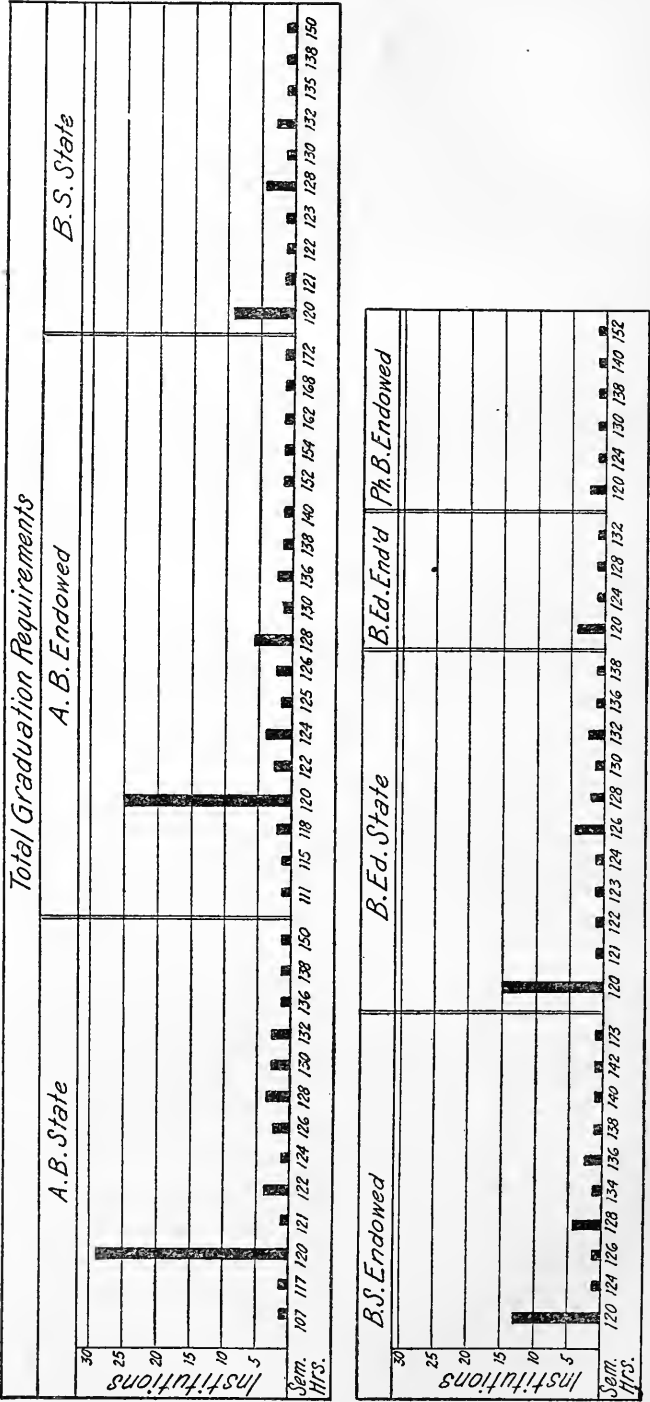 Total Graduation Requirements
A.B. State
A.B. Endowed
B.S. State
30
25
20
15
10
5
Institutions
Sem. Hrs.
107 117 120 121 122 124 126 128 130 132 136 138 150
111 115 118 120 122 124 125 126 128 130 136 138 140 152 154 162 168 172
120 121 122 123 128 130 132 135 138 150
B.S. Endowed
B.Ed. State
B.Ed. End'd
Ph.B. Endowed
30
25
20
15
10
5
Institutions
Sem. Hrs.
120 124 126 128 134 136 138 140 142 173
120 121 122 123 124 126 128 130 132 136 138
120 124 128 132
120 124 130 138 140 152